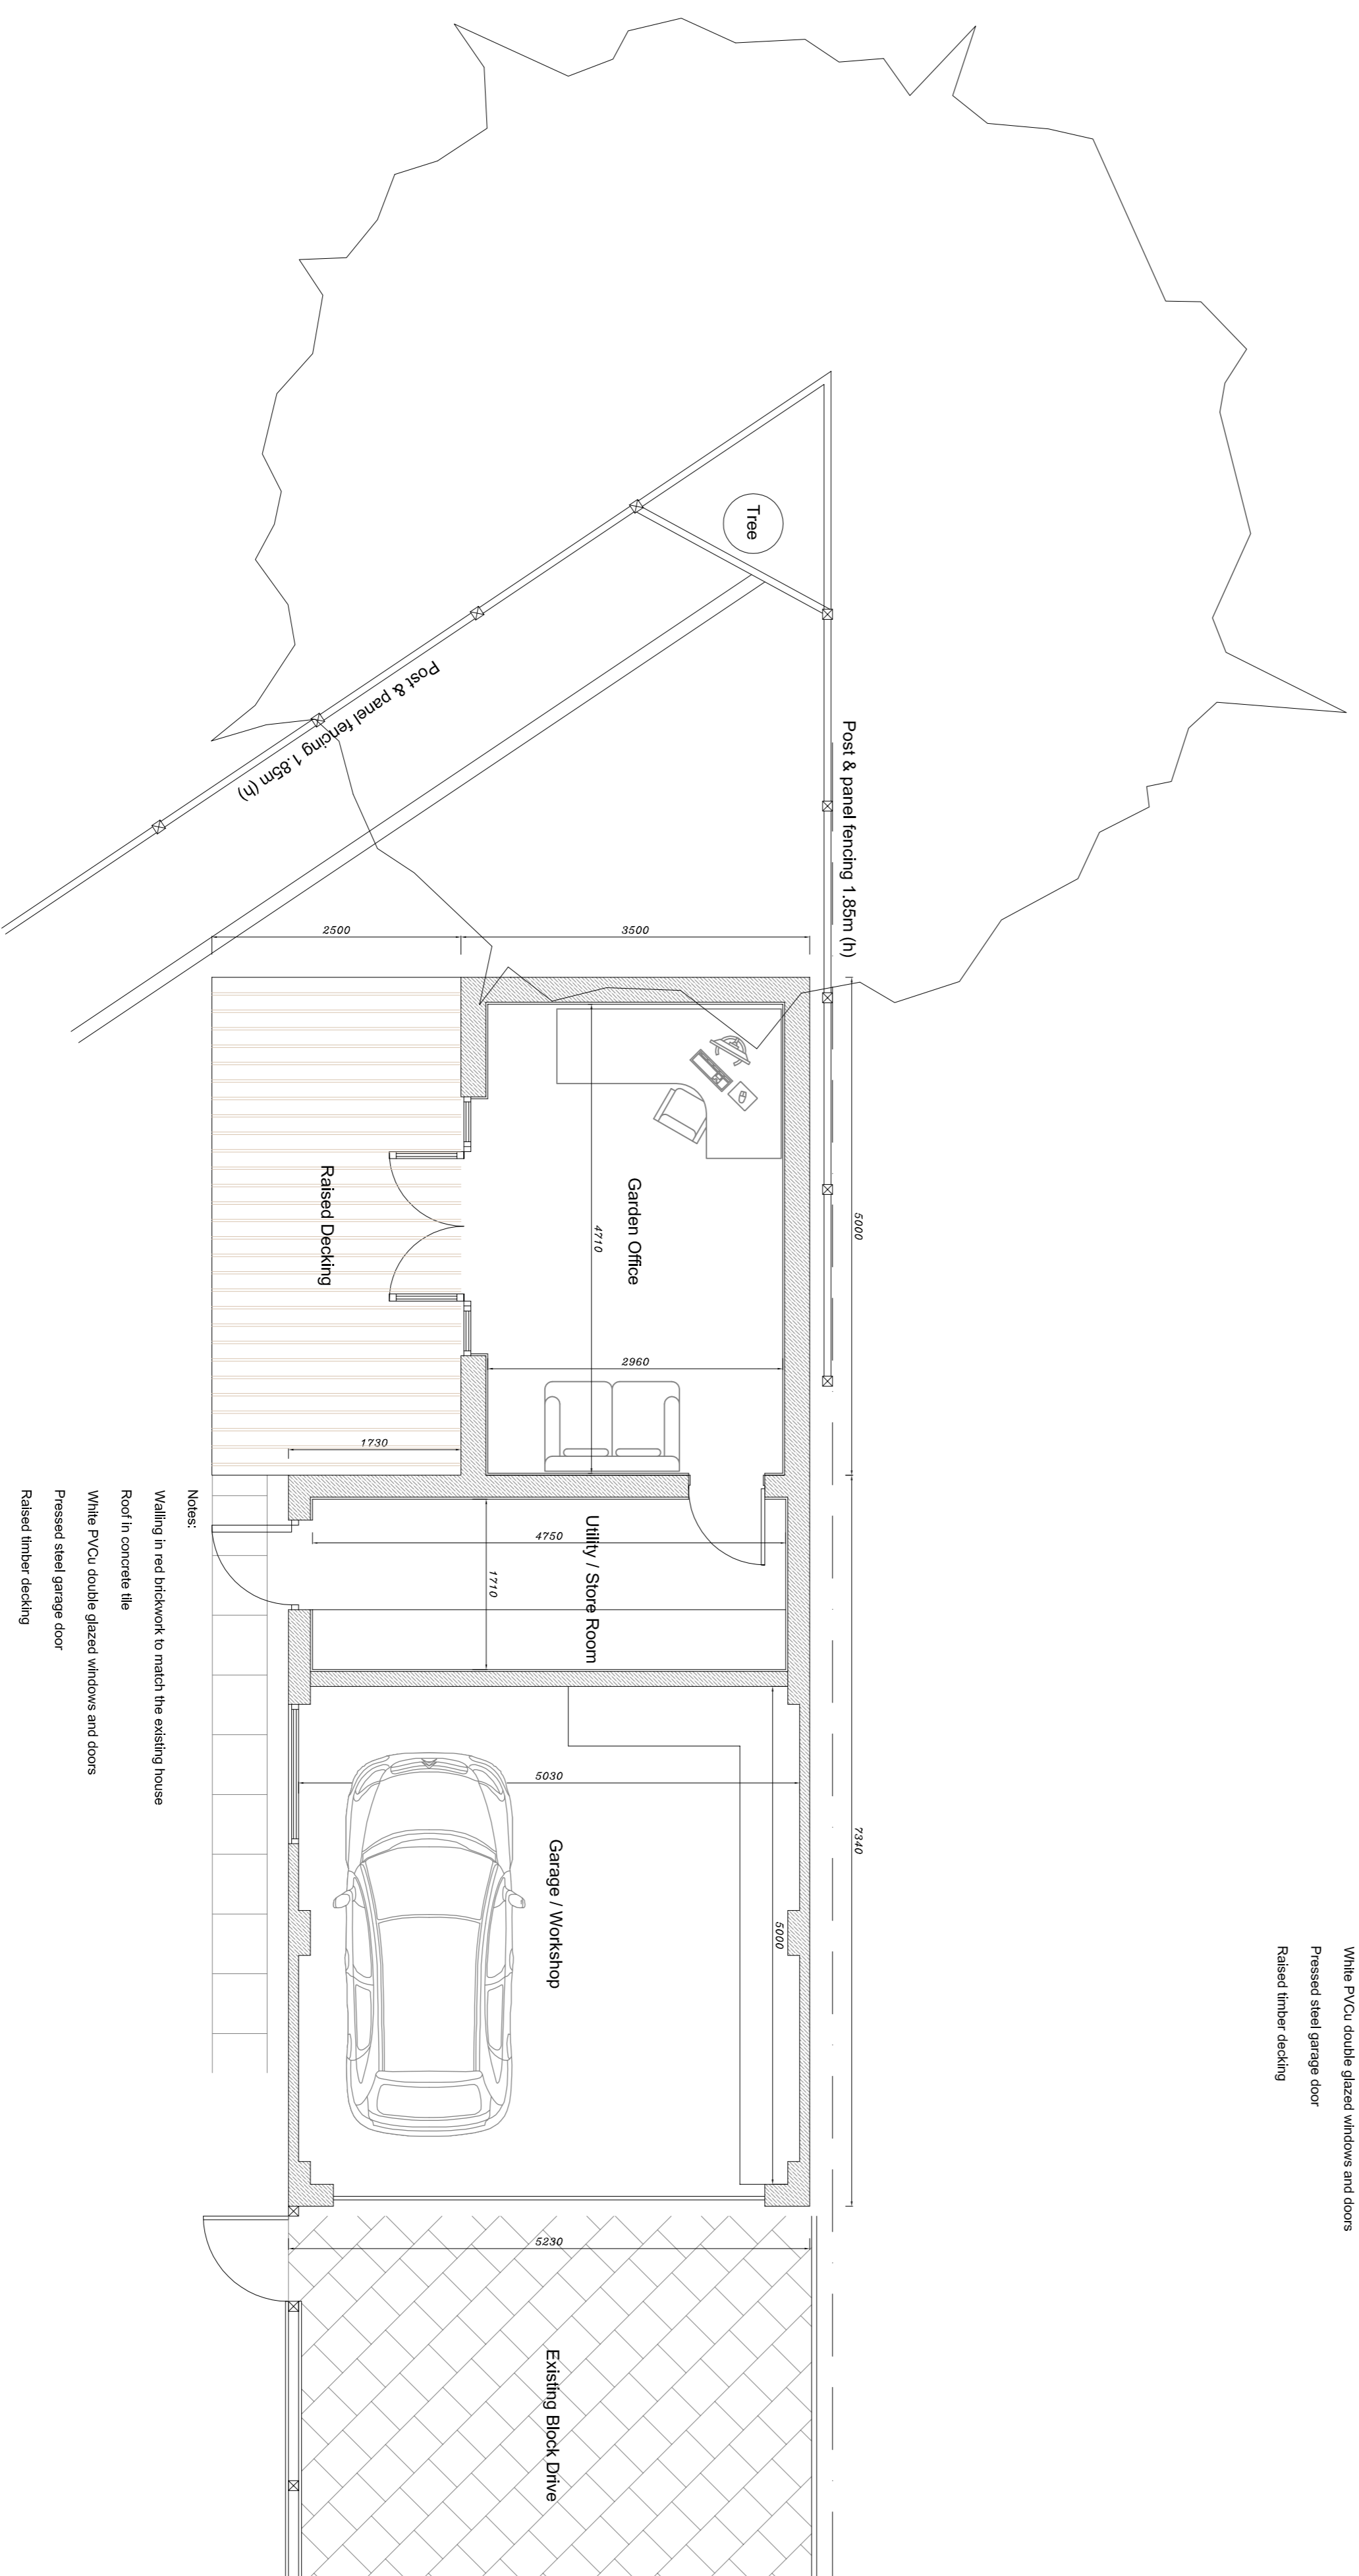 Tree
Post & panel fencing 1.85m (h)
Post & panel fencing 1.85m (h)
2500
3500
5000
Garden Office
4710
2960
Raised Decking
1730
Utility / Store Room
4750
1710
7340
5030
Garage / Workshop
5000
5230
Existing Block Drive
Notes:
Walling in red brickwork to match the existing house
Roof in concrete tile
White PVCu double glazed windows and doors
Pressed steel garage door
Raised timber decking
White PVCu double glazed windows and doors
Pressed steel garage door
Raised timber decking